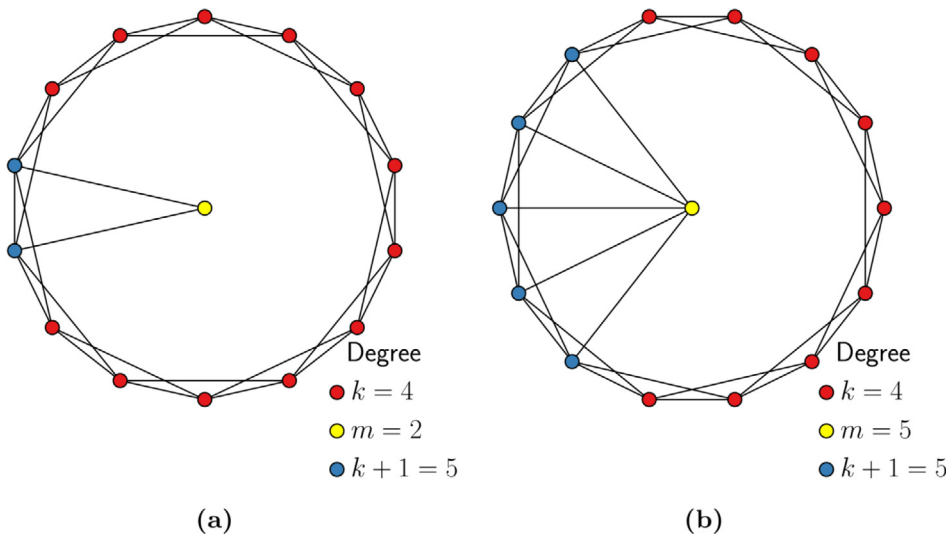 Degree
k = 4
m = 2
k + 1 = 5
(a)
Degree
k = 4
m = 5
k + 1 = 5
(b)